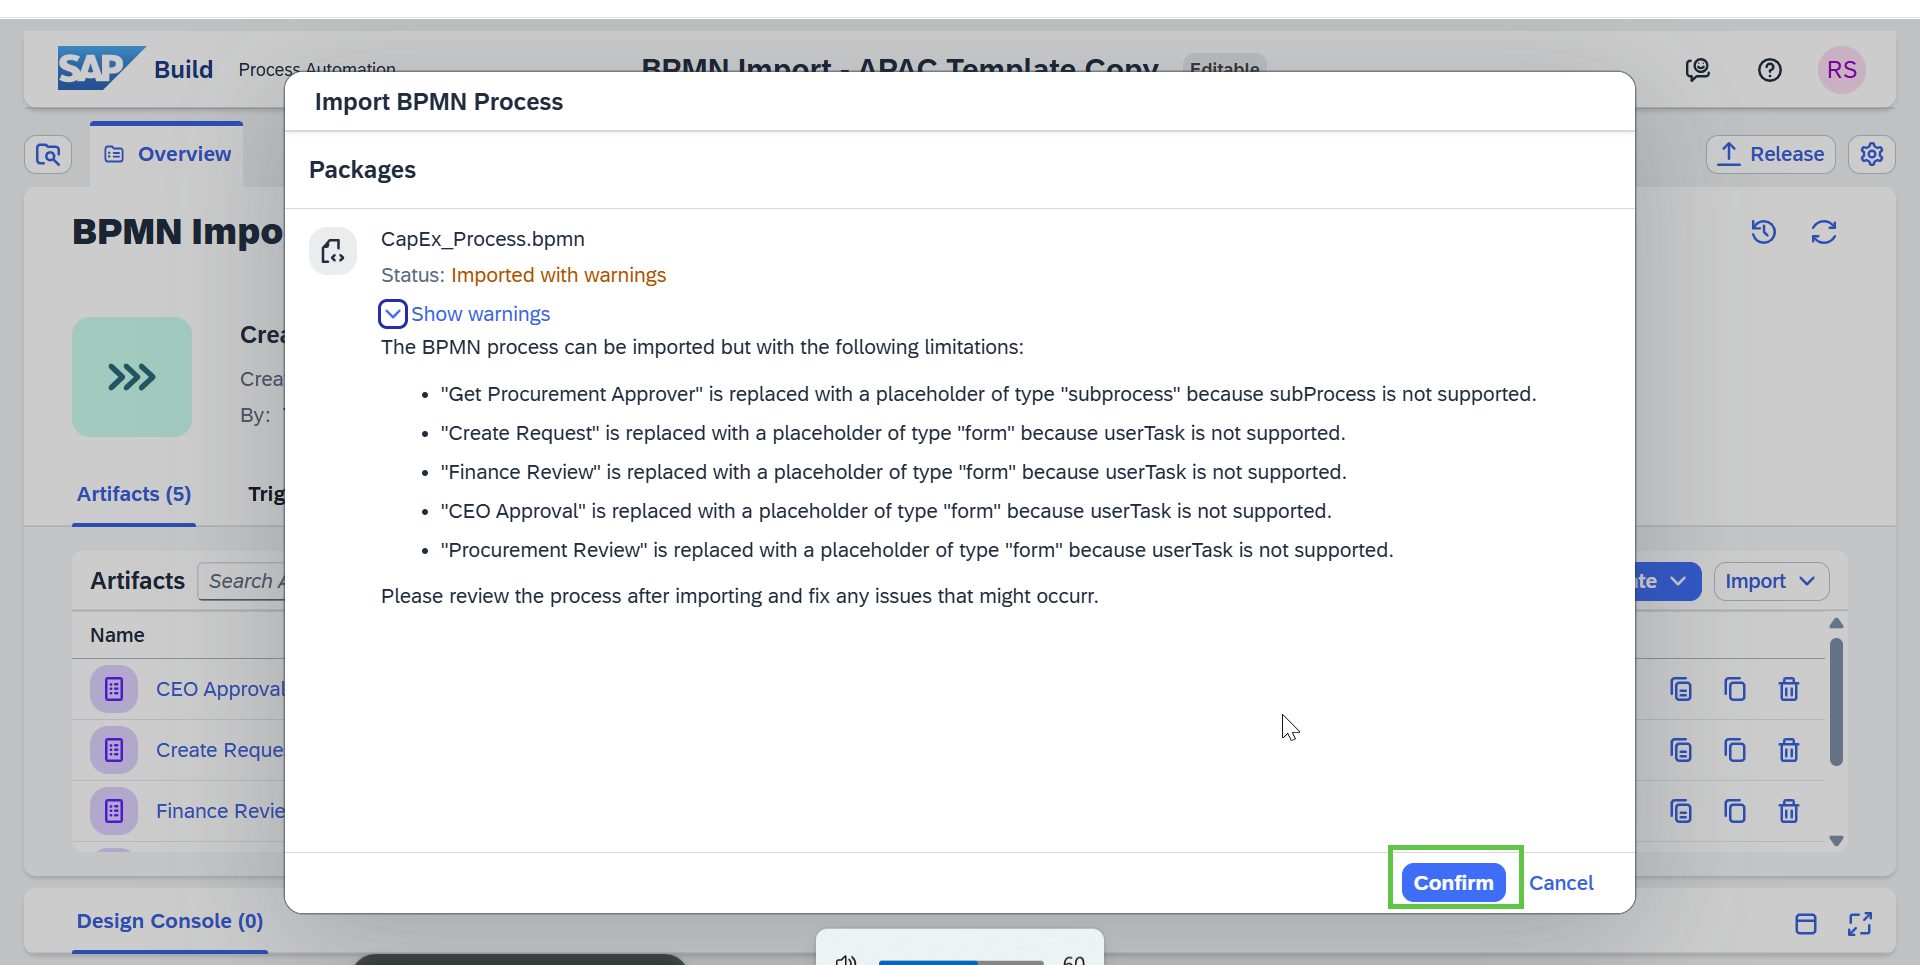 SAP Build Process Automation BPMN Import - APAC Template Copy Editable RS
Import BPMN Process
Overview Release
Packages
BPMN Impo
CapEx_Process.bpmn
Status: Imported with warnings
Show warnings
The BPMN process can be imported but with the following limitations:
• "Get Procurement Approver" is replaced with a placeholder of type "subprocess" because subProcess is not supported.
• "Create Request" is replaced with a placeholder of type "form" because userTask is not supported.
• "Finance Review" is replaced with a placeholder of type "form" because userTask is not supported.
• "CEO Approval" is replaced with a placeholder of type "form" because userTask is not supported.
• "Procurement Review" is replaced with a placeholder of type "form" because userTask is not supported.
Please review the process after importing and fix any issues that might occurr.
Crea
Crea
By:
Artifacts (5) Trig
Artifacts Search A te Import
Name
CEO Approval
Create Reque
Finance Revie
Confirm Cancel
Design Console (0)
60